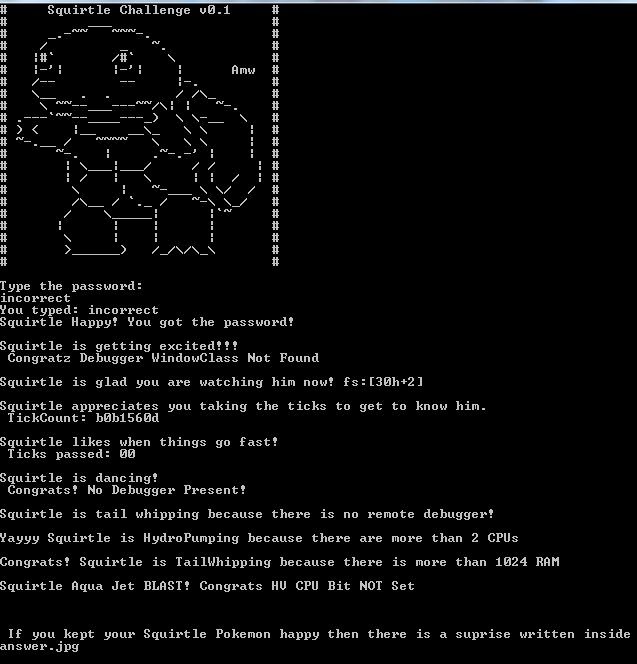 Squirtle Challenge v0.1
Amw
Type the password:
incorrect
You typed: incorrect
Squirtle Happy! You got the password!
Squirtle is getting excited!!!
Congratz Debugger WindowClass Not Found
Squirtle is glad you are watching him now! fs:[30h+2]
Squirtle appreciates you taking the ticks to get to know him.
TickCount: b0b1560d
Squirtle likes when things go fast!
Ticks passed: 00
Squirtle is dancing!
Congrats! No Debugger Present!
Squirtle is tail whipping because there is no remote debugger!
Yayyy Squirtle is HydroPumping because there are more than 2 CPUs
Congrats! Squirtle is TailWhipping because there is more than 1024 RAM
Squirtle Aqua Jet BLAST! Congrats HV CPU Bit NOT Set
If you kept your Squirtle Pokemon happy then there is a suprise written inside
answer.jpg